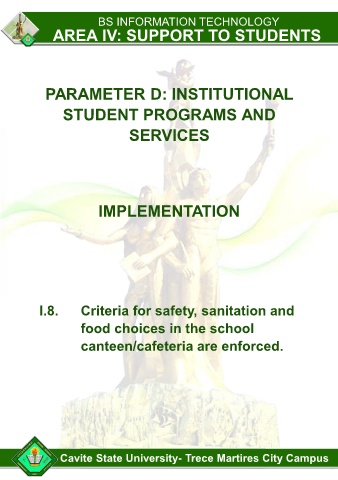 BS INFORMATION TECHNOLOGY
AREA IV: SUPPORT TO STUDENTS
PARAMETER D: INSTITUTIONAL
STUDENT PROGRAMS AND
SERVICES
IMPLEMENTATION
I.8. Criteria for safety, sanitation and
food choices in the school
canteen/cafeteria are enforced.
Cavite State University- Trece Martires City Campus